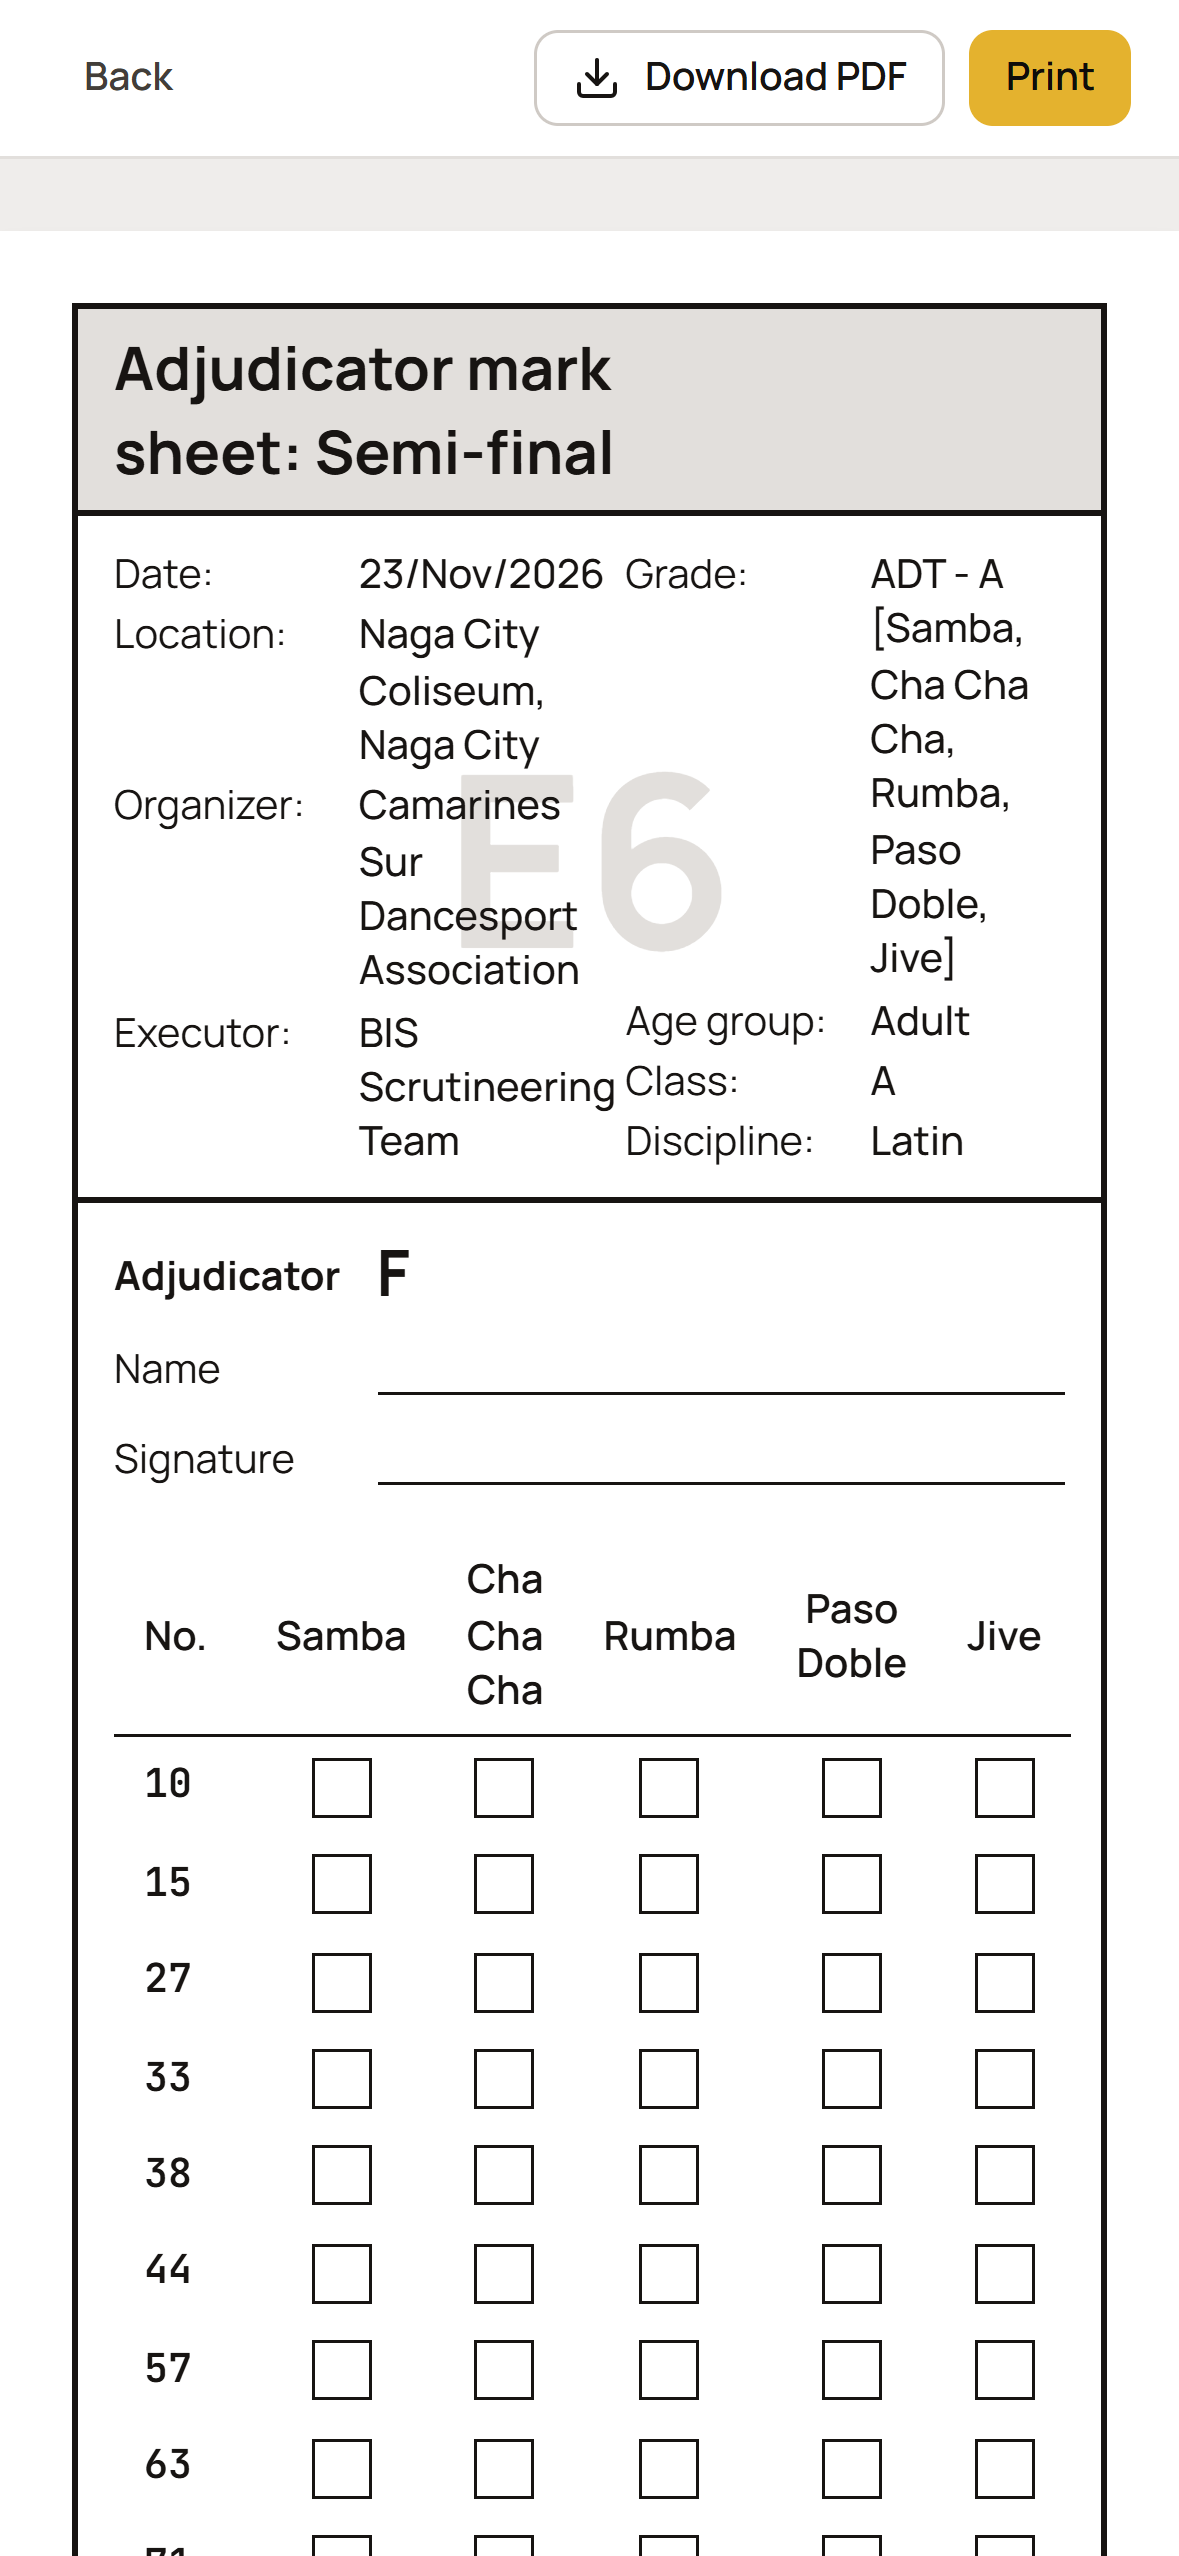 Back
Download PDF
Print
Adjudicator mark
sheet: Semi-final
Date:
23/Nov/2026
Location:
Naga City
Coliseum,
Naga City
Organizer:
Camarines
Sur
Dancesport
Association
Executor:
BIS
Scrutineering
Team
Grade:
ADT - A
[Samba,
Cha Cha
Cha,
Rumba,
Paso
Doble,
Jive]
Age group:
Adult
Class:
A
Discipline:
Latin
E6
Adjudicator F
Name
Signature
No. Samba Cha Cha Cha Rumba Paso Doble Jive
10
15
27
33
38
44
57
63